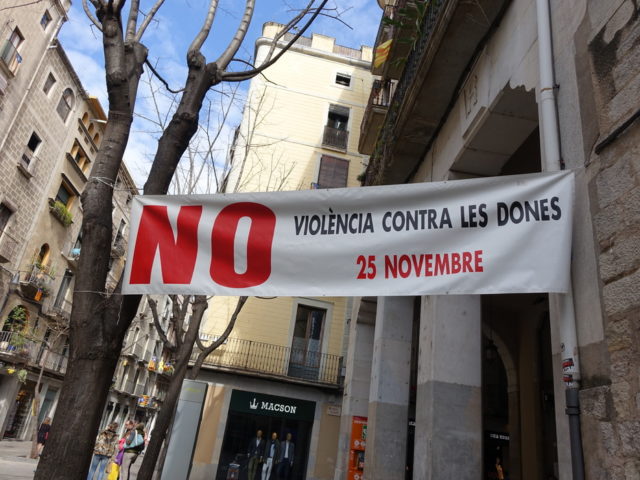 NO VIOLÈNCIA CONTRA LES DONES
25 NOVEMBRE
MACSON